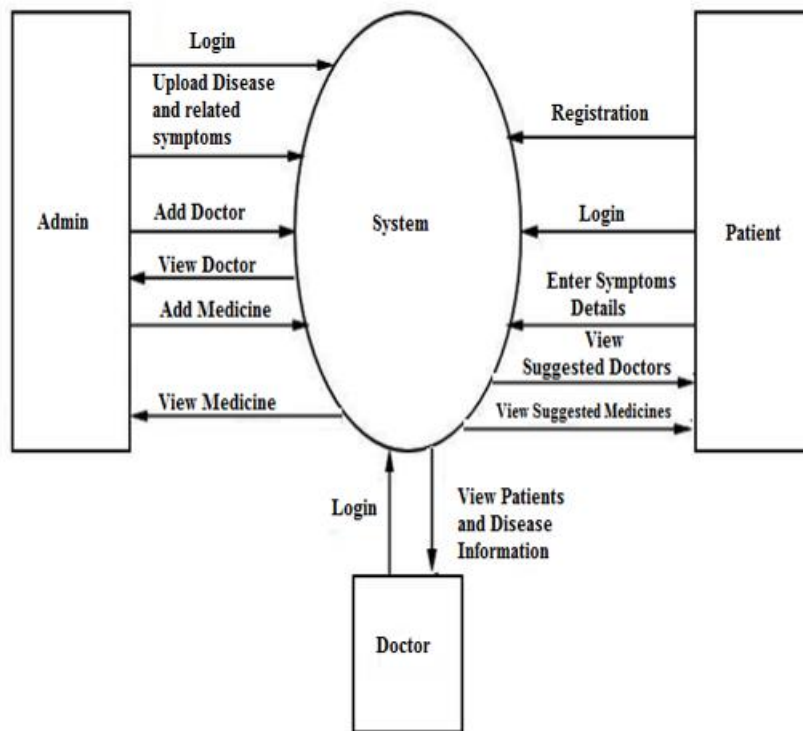 Admin
Login
Upload Disease
and related
symptoms
Add Doctor
View Doctor
Add Medicine
View Medicine
System
Registration
Login
Enter Symptoms
Details
View
Suggested Doctors
View Suggested Medicines
Patient
Login
View Patients
and Disease
Information
Doctor